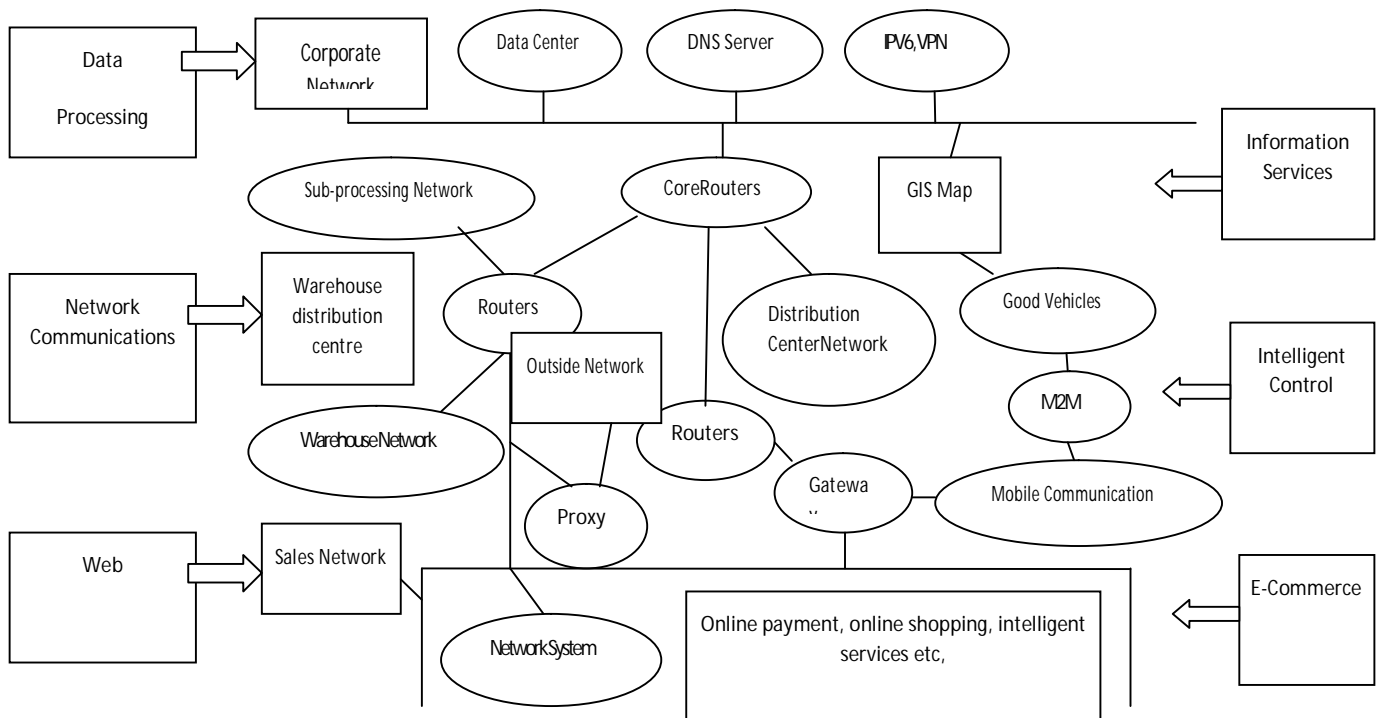 Data
Processing
Corporate
Network
Data Center
DNS Server
IPV6,VPN
Information
Services
Sub-processing Network
CoreRouters
GIS Map
Network
Communications
Warehouse
distribution
centre
Routers
Outside Network
Distribution
CenterNetwork
Good Vehicles
Intelligent
Control
M2M
WarehouseNetwork
Routers
Proxy
Gatewa
y
Mobile Communication
Web
Sales Network
E-Commerce
NetworkSystem
Online payment, online shopping, intelligent
services etc,